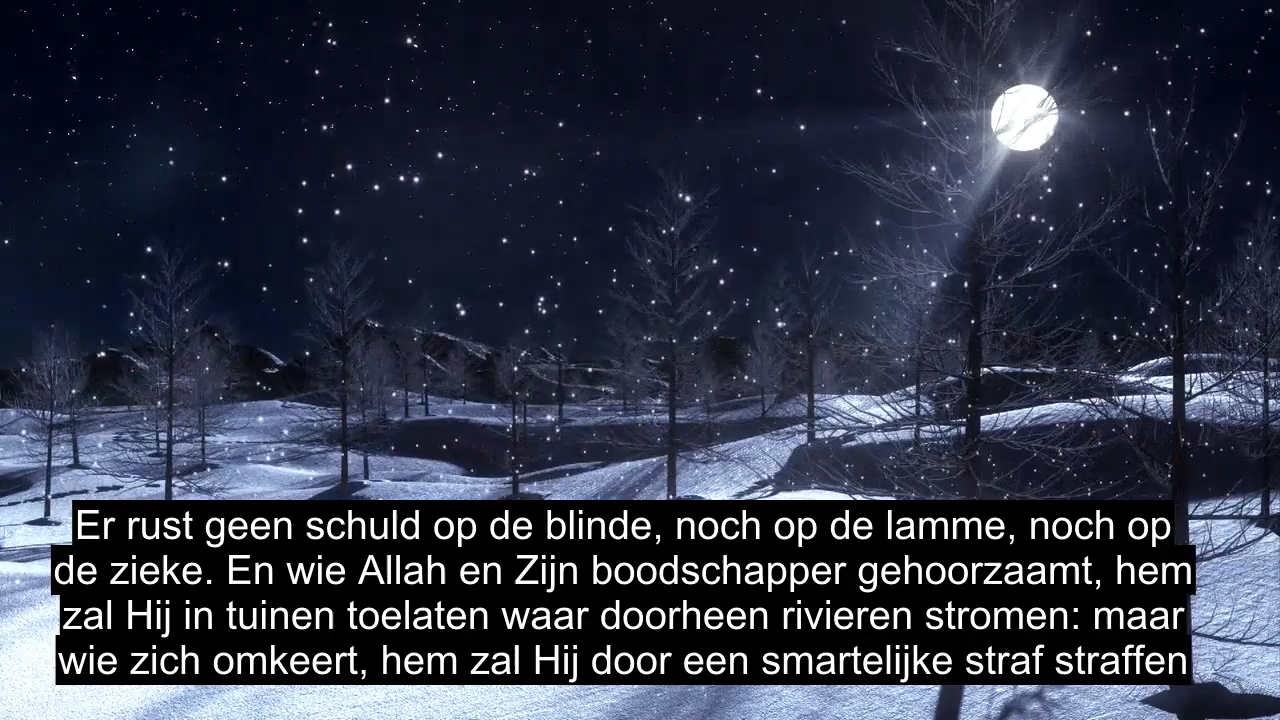 Er rust geen schuld op de blinde, noch op de lamme, noch op
de zieke. En wie Allah en Zijn boodschapper gehoorzaamt, hem
zal Hij in tuinen toelaten waar doorheen rivieren stromen: maar
wie zich omkeert, hem zal Hij door een smartelijke straf straffen